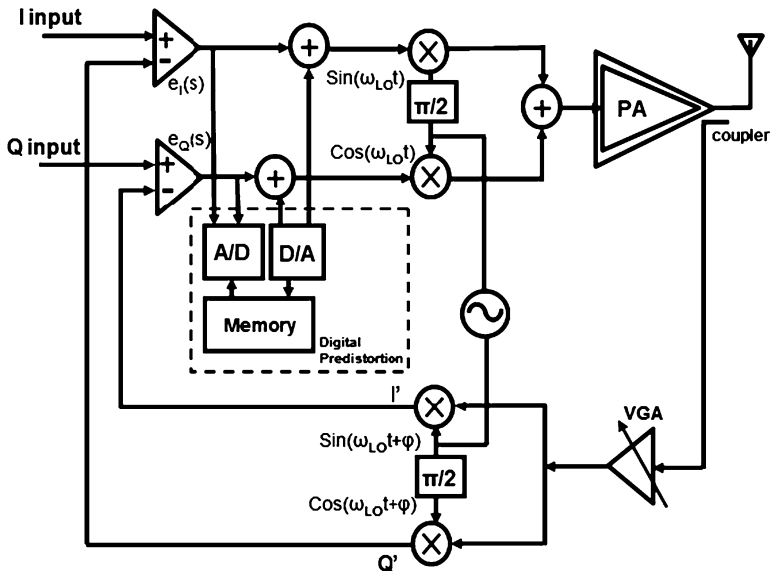 I input
+
-
e_I(s)
+
×
Sin(ω_LO t)
π/2
+
PA
coupler
Q input
e_Q(s)
+
-
+
Cos(ω_LO t)
×
A/D
D/A
Memory
Digital
Predistortion
I'
×
VGA
Sin(ω_LO t+φ)
π/2
Cos(ω_LO t+φ)
×
Q'